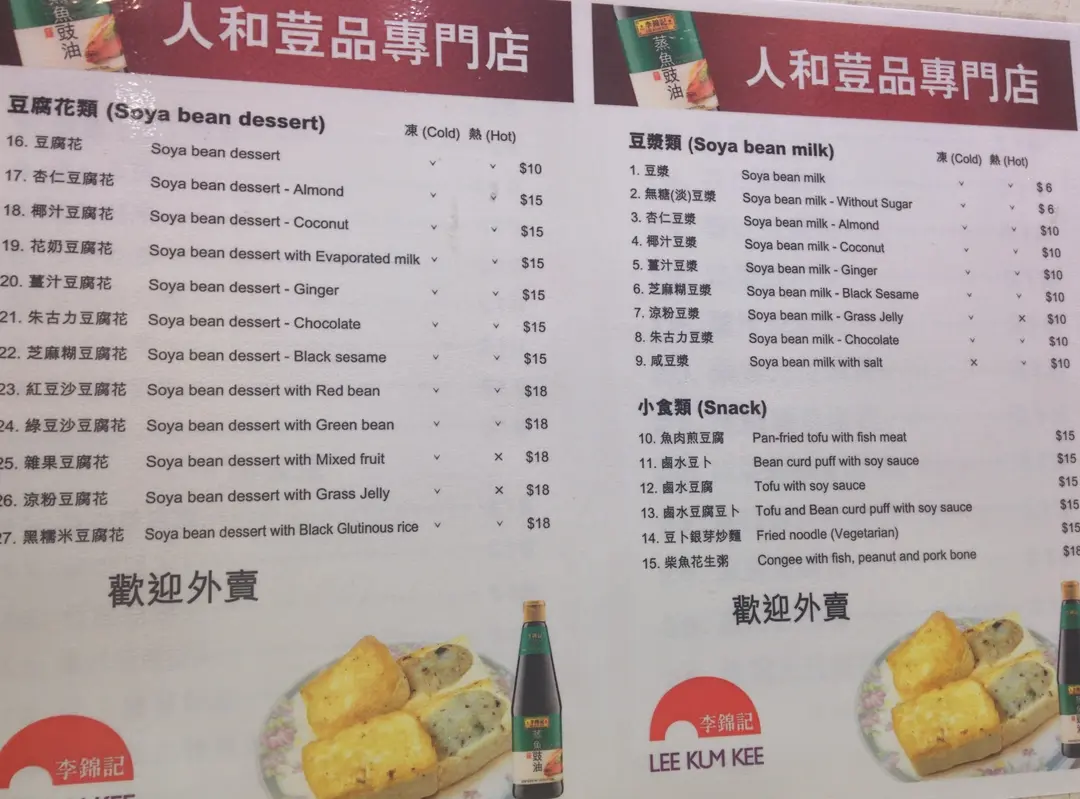 人和荳品專門店
豆腐花類 (Soya bean dessert) 凍 (Cold) 熱 (Hot)
16. 豆腐花 Soya bean dessert ˅ ˅ $10
17. 杏仁豆腐花 Soya bean dessert - Almond ˅ ˅ $15
18. 椰汁豆腐花 Soya bean dessert - Coconut ˅ ˅ $15
19. 花奶豆腐花 Soya bean dessert with Evaporated milk ˅ ˅ $15
20. 薑汁豆腐花 Soya bean dessert - Ginger ˅ ˅ $15
21. 朱古力豆腐花 Soya bean dessert - Chocolate ˅ ˅ $15
22. 芝麻糊豆腐花 Soya bean dessert - Black sesame ˅ ˅ $15
23. 紅豆沙豆腐花 Soya bean dessert with Red bean ˅ ˅ $18
24. 綠豆沙豆腐花 Soya bean dessert with Green bean ˅ ˅ $18
25. 雜果豆腐花 Soya bean dessert with Mixed fruit ˅ × $18
26. 涼粉豆腐花 Soya bean dessert with Grass Jelly ˅ × $18
27. 黑糯米豆腐花 Soya bean dessert with Black Glutinous rice ˅ ˅ $18
歡迎外賣
李錦記
蒸魚豉油
李錦記
人和荳品專門店
蒸魚豉油
豆漿類 (Soya bean milk) 凍 (Cold) 熱 (Hot)
1. 豆漿 Soya bean milk ˅ ˅ $ 6
2. 無糖(淡)豆漿 Soya bean milk - Without Sugar ˅ ˅ $ 6
3. 杏仁豆漿 Soya bean milk - Almond ˅ ˅ $10
4. 椰汁豆漿 Soya bean milk - Coconut ˅ ˅ $10
5. 薑汁豆漿 Soya bean milk - Ginger ˅ ˅ $10
6. 芝麻糊豆漿 Soya bean milk - Black Sesame ˅ ˅ $10
7. 涼粉豆漿 Soya bean milk - Grass Jelly ˅ × $10
8. 朱古力豆漿 Soya bean milk - Chocolate ˅ ˅ $10
9. 咸豆漿 Soya bean milk with salt × ˅ $10
小食類 (Snack)
10. 魚肉煎豆腐 Pan-fried tofu with fish meat $15
11. 鹵水豆卜 Bean curd puff with soy sauce $15
12. 鹵水豆腐 Tofu with soy sauce $15
13. 鹵水豆腐豆卜 Tofu and Bean curd puff with soy sauce $15
14. 豆卜銀芽炒麵 Fried noodle (Vegetarian) $15
15. 柴魚花生粥 Congee with fish, peanut and pork bone $18
歡迎外賣
李錦記
LEE KUM KEE